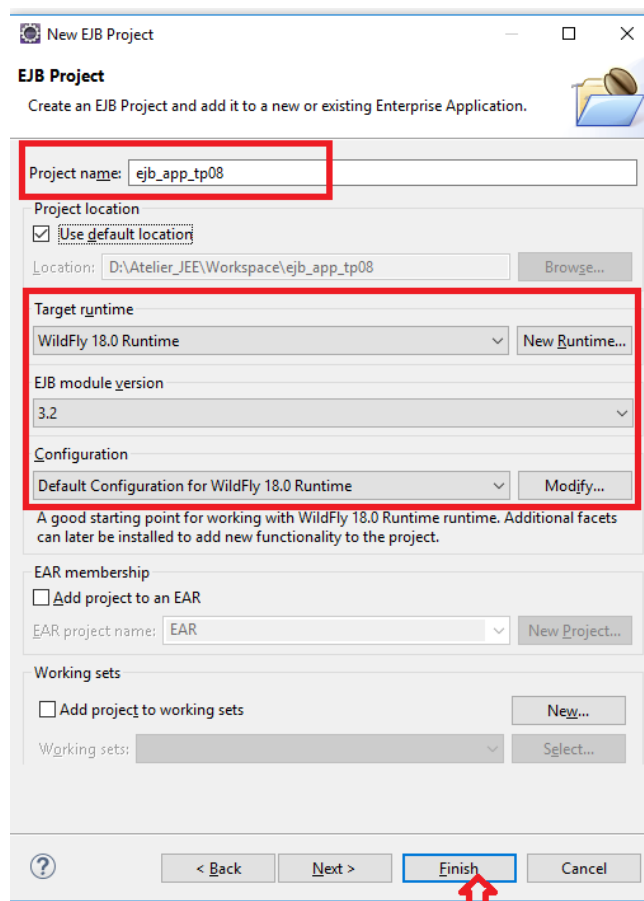 New EJB Project
EJB Project
Create an EJB Project and add it to a new or existing Enterprise Application.
Project name: ejb_app_tp08
Project location
Use default location
Location: D:\Atelier_JEE\Workspace\ejb_app_tp08 Browse...
Target runtime
WildFly 18.0 Runtime New Runtime...
EJB module version
3.2
Configuration
Default Configuration for WildFly 18.0 Runtime Modify...
A good starting point for working with WildFly 18.0 Runtime runtime. Additional facets
can later be installed to add new functionality to the project.
EAR membership
Add project to an EAR
EAR project name: EAR New Project...
Working sets
Add project to working sets New...
Working sets: Select...
? < Back Next > Finish Cancel